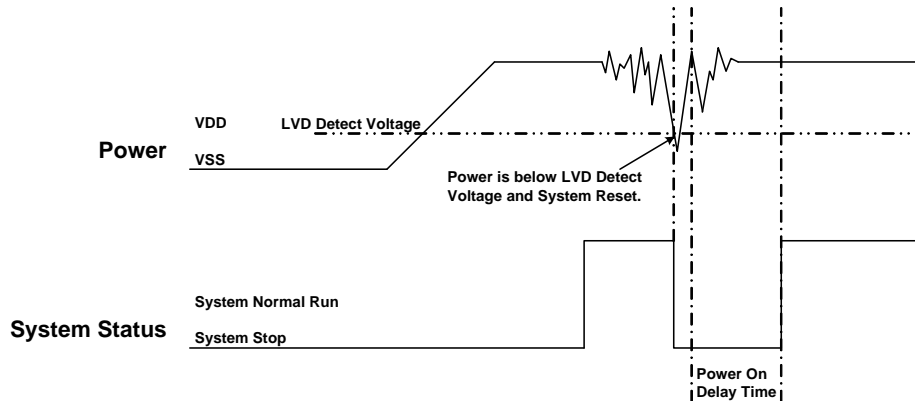 VDD
LVD Detect Voltage
Power
VSS
Power is below LVD Detect
Voltage and System Reset.
System Normal Run
System Status
System Stop
Power On
Delay Time